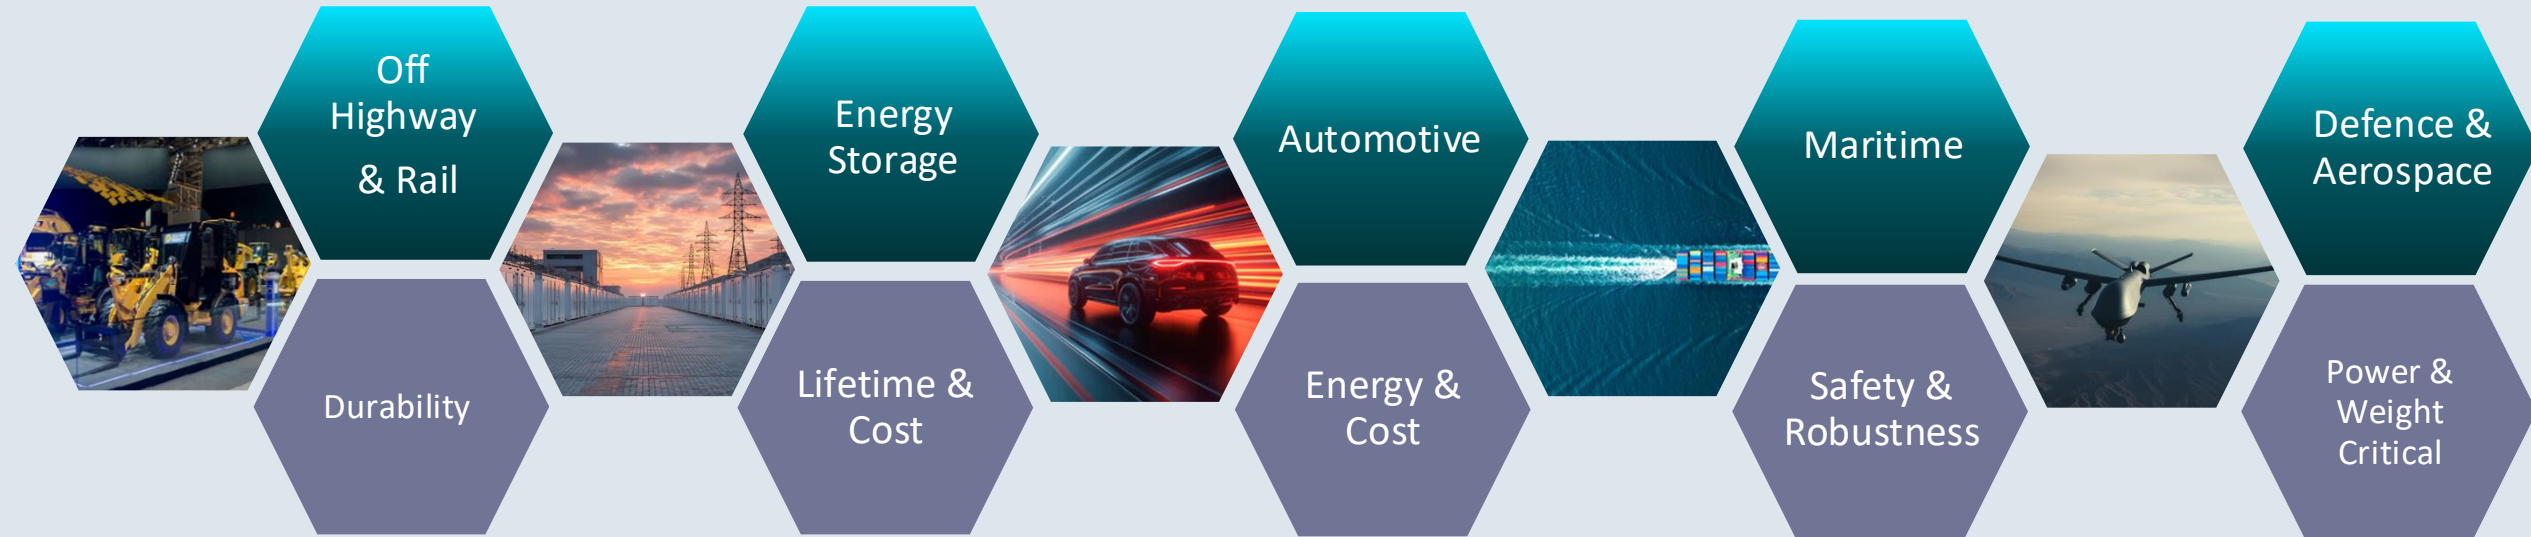 Off
Highway
& Rail
Durability
Energy
Storage
Lifetime &
Cost
Automotive
Energy &
Cost
Maritime
Safety &
Robustness
Defence &
Aerospace
Power &
Weight
Critical